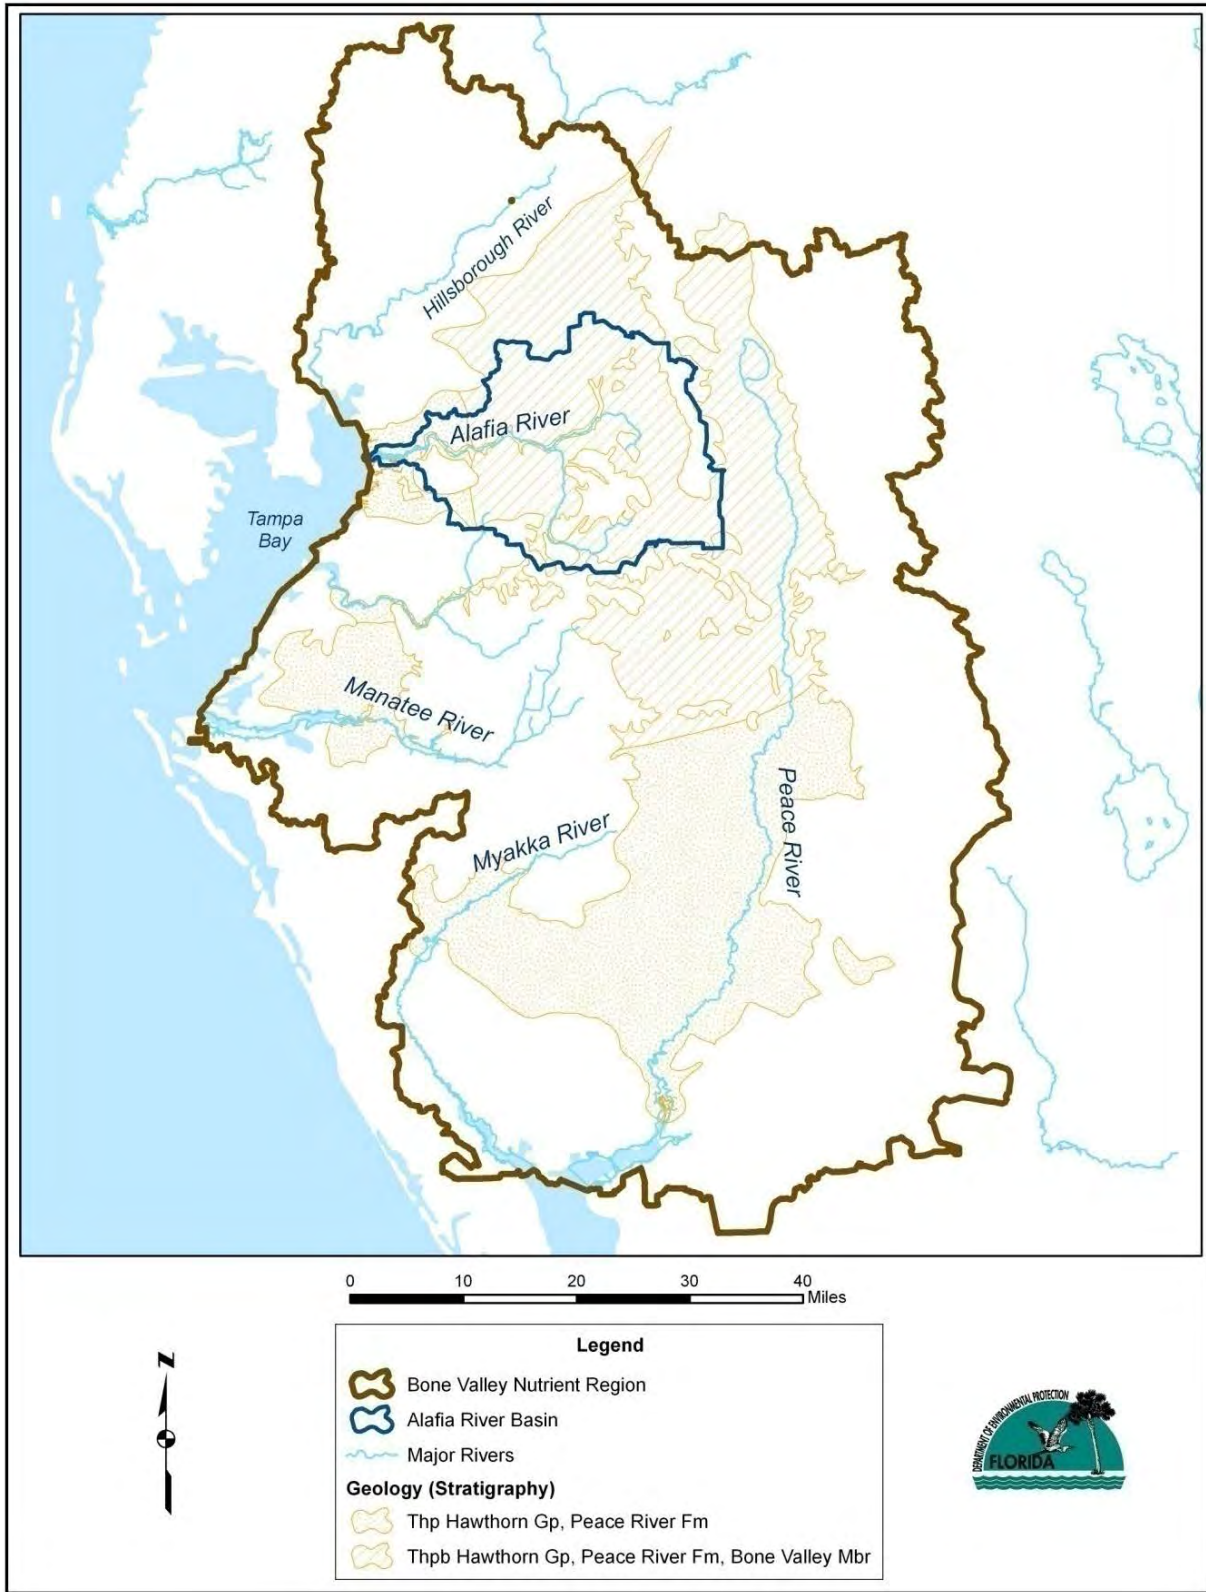 Hillsborough River
Alafia River
Tampa
Bay
Manatee River
Myakka River
Peace River
0 10 20 30 40
Miles
N
Legend
Bone Valley Nutrient Region
Alafia River Basin
Major Rivers
Geology (Stratigraphy)
Thp Hawthorn Gp, Peace River Fm
Thpb Hawthorn Gp, Peace River Fm, Bone Valley Mbr
DEPARTMENT OF ENVIRONMENTAL PROTECTION
FLORIDA